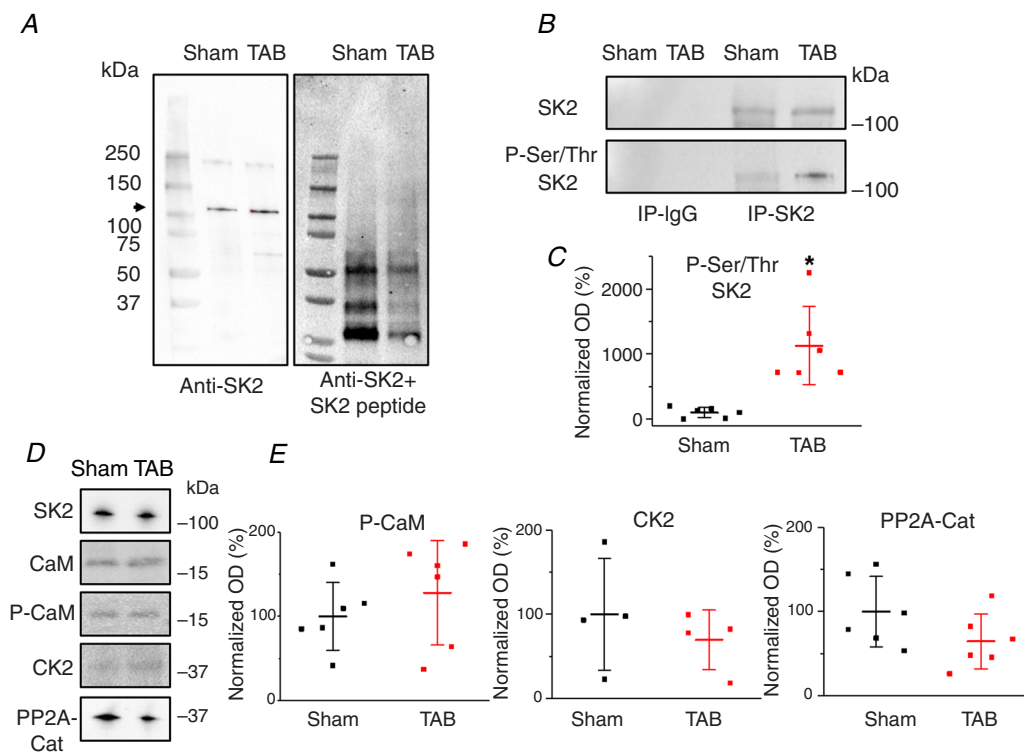 A
Sham TAB Sham TAB
kDa
250
150
100
75
50
37
Anti-SK2
Anti-SK2+
SK2 peptide
B
Sham TAB Sham TAB
kDa
SK2
–100
P-Ser/Thr
SK2
–100
IP-IgG IP-SK2
C
P-Ser/Thr
SK2
*
Normalized OD (%)
2000
1000
0
Sham TAB
D
Sham TAB
kDa
SK2
–100
CaM
–15
P-CaM
–15
CK2
–37
PP2A-
Cat
–37
E
P-CaM
Normalized OD (%)
200
100
0
Sham TAB
CK2
Normalized OD (%)
200
100
0
Sham TAB
PP2A-Cat
Normalized OD (%)
200
100
0
Sham TAB